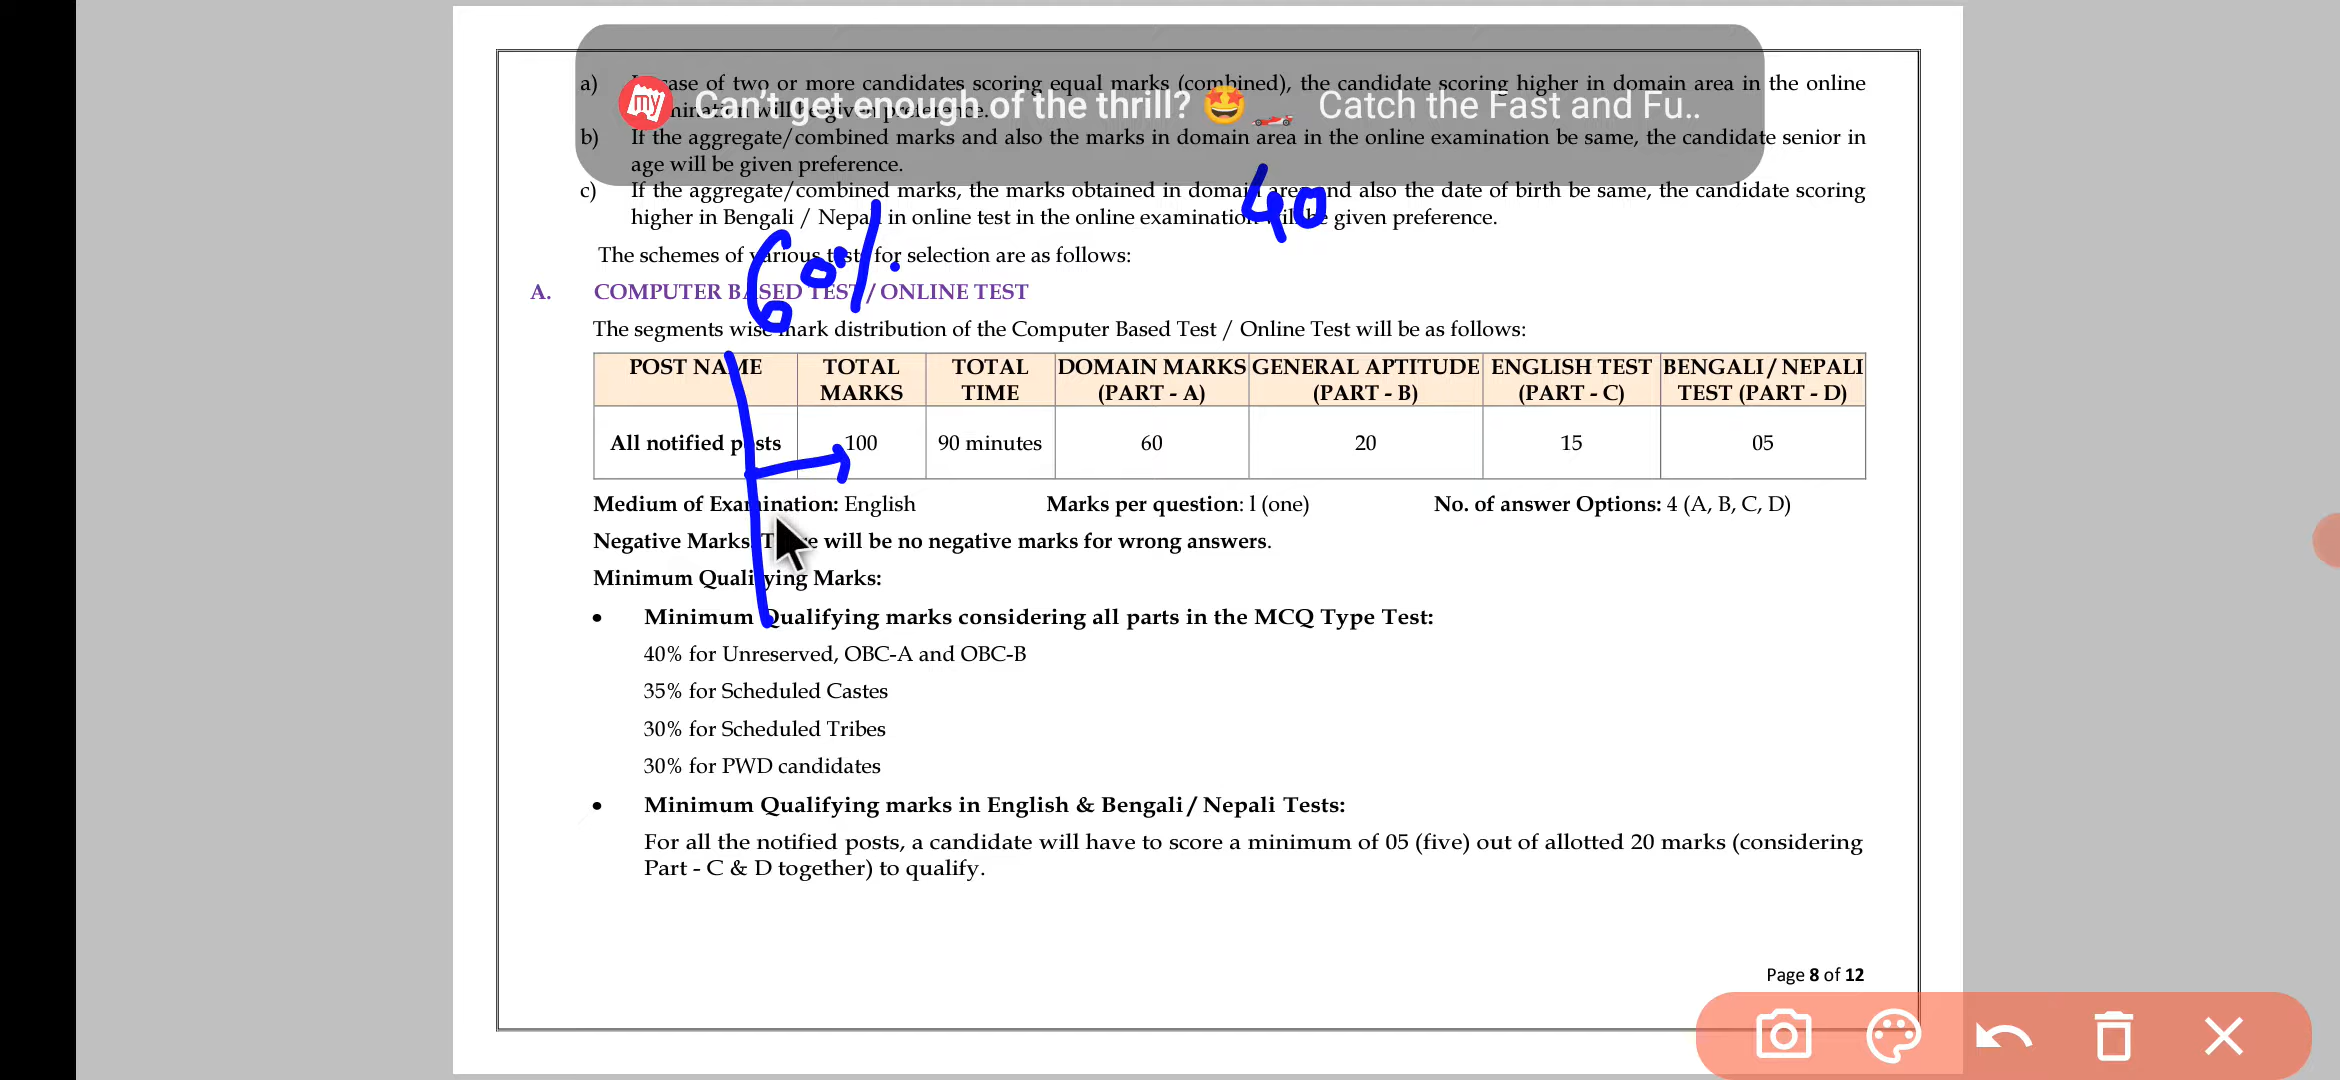 a) case of two or more candidates scoring equal marks (combined), the candidate scoring higher in domain area in the online
will be given preference.
my Can't get enough of the thrill? 🤩 🏎️ Catch the Fast and Fu..
b) If the aggregate/combined marks and also the marks in domain area in the online examination be same, the candidate senior in
age will be given preference.
c) If the aggregate/combined marks, the marks obtained in domain area and also the date of birth be same, the candidate scoring
higher in Bengali / Nepali in online test in the online examination will be given preference.
40
60%
The schemes of various tests for selection are as follows:
A. COMPUTER BASED TEST / ONLINE TEST
The segments wise mark distribution of the Computer Based Test / Online Test will be as follows:
POST NAME TOTAL MARKS TOTAL TIME DOMAIN MARKS (PART - A) GENERAL APTITUDE (PART - B) ENGLISH TEST (PART - C) BENGALI / NEPALI TEST (PART - D)
All notified posts 100 90 minutes 60 20 15 05
Medium of Examination: English Marks per question: 1 (one) No. of answer Options: 4 (A, B, C, D)
Negative Marks: There will be no negative marks for wrong answers.
Minimum Qualifying Marks:
• Minimum Qualifying marks considering all parts in the MCQ Type Test:
40% for Unreserved, OBC-A and OBC-B
35% for Scheduled Castes
30% for Scheduled Tribes
30% for PWD candidates
• Minimum Qualifying marks in English & Bengali / Nepali Tests:
For all the notified posts, a candidate will have to score a minimum of 05 (five) out of allotted 20 marks (considering
Part - C & D together) to qualify.
Page 8 of 12